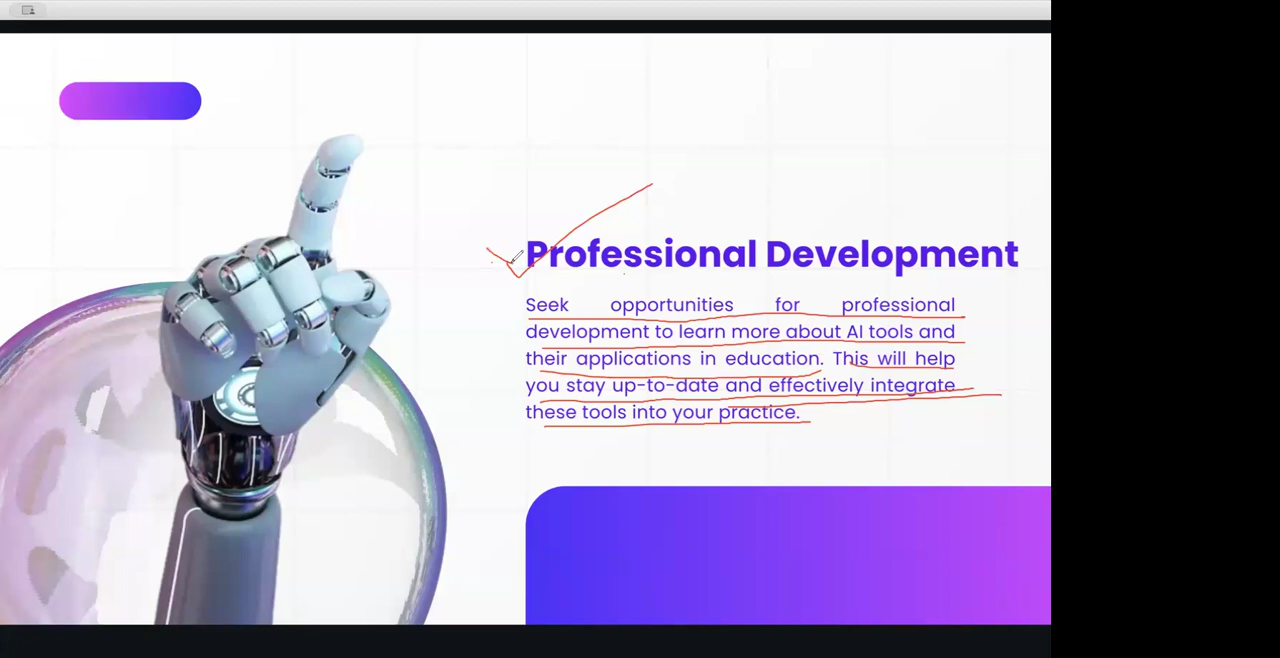 Professional Development
Seek opportunities for professional
development to learn more about AI tools and
their applications in education. This will help
you stay up-to-date and effectively integrate
these tools into your practice.